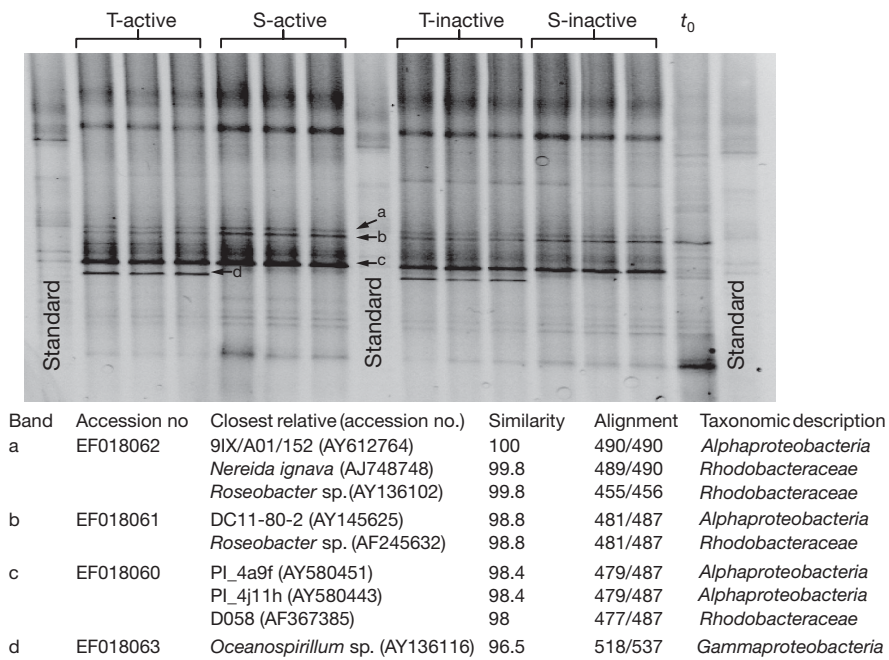 T-active S-active T-inactive S-inactive t0
a
b
c
d
Standard Standard Standard
Band Accession no Closest relative (accession no.) Similarity Alignment Taxonomic description
a EF018062 9IX/A01/152 (AY612764) 100 490/490 Alphaproteobacteria
Nereida ignava (AJ748748) 99.8 489/490 Rhodobacteraceae
Roseobacter sp.(AY136102) 99.8 455/456 Rhodobacteraceae
b EF018061 DC11-80-2 (AY145625) 98.8 481/487 Alphaproteobacteria
Roseobacter sp. (AF245632) 98.8 481/487 Rhodobacteraceae
c EF018060 PI_4a9f (AY580451) 98.4 479/487 Alphaproteobacteria
PI_4j11h (AY580443) 98.4 479/487 Alphaproteobacteria
D058 (AF367385) 98 477/487 Rhodobacteraceae
d EF018063 Oceanospirillum sp. (AY136116) 96.5 518/537 Gammaproteobacteria